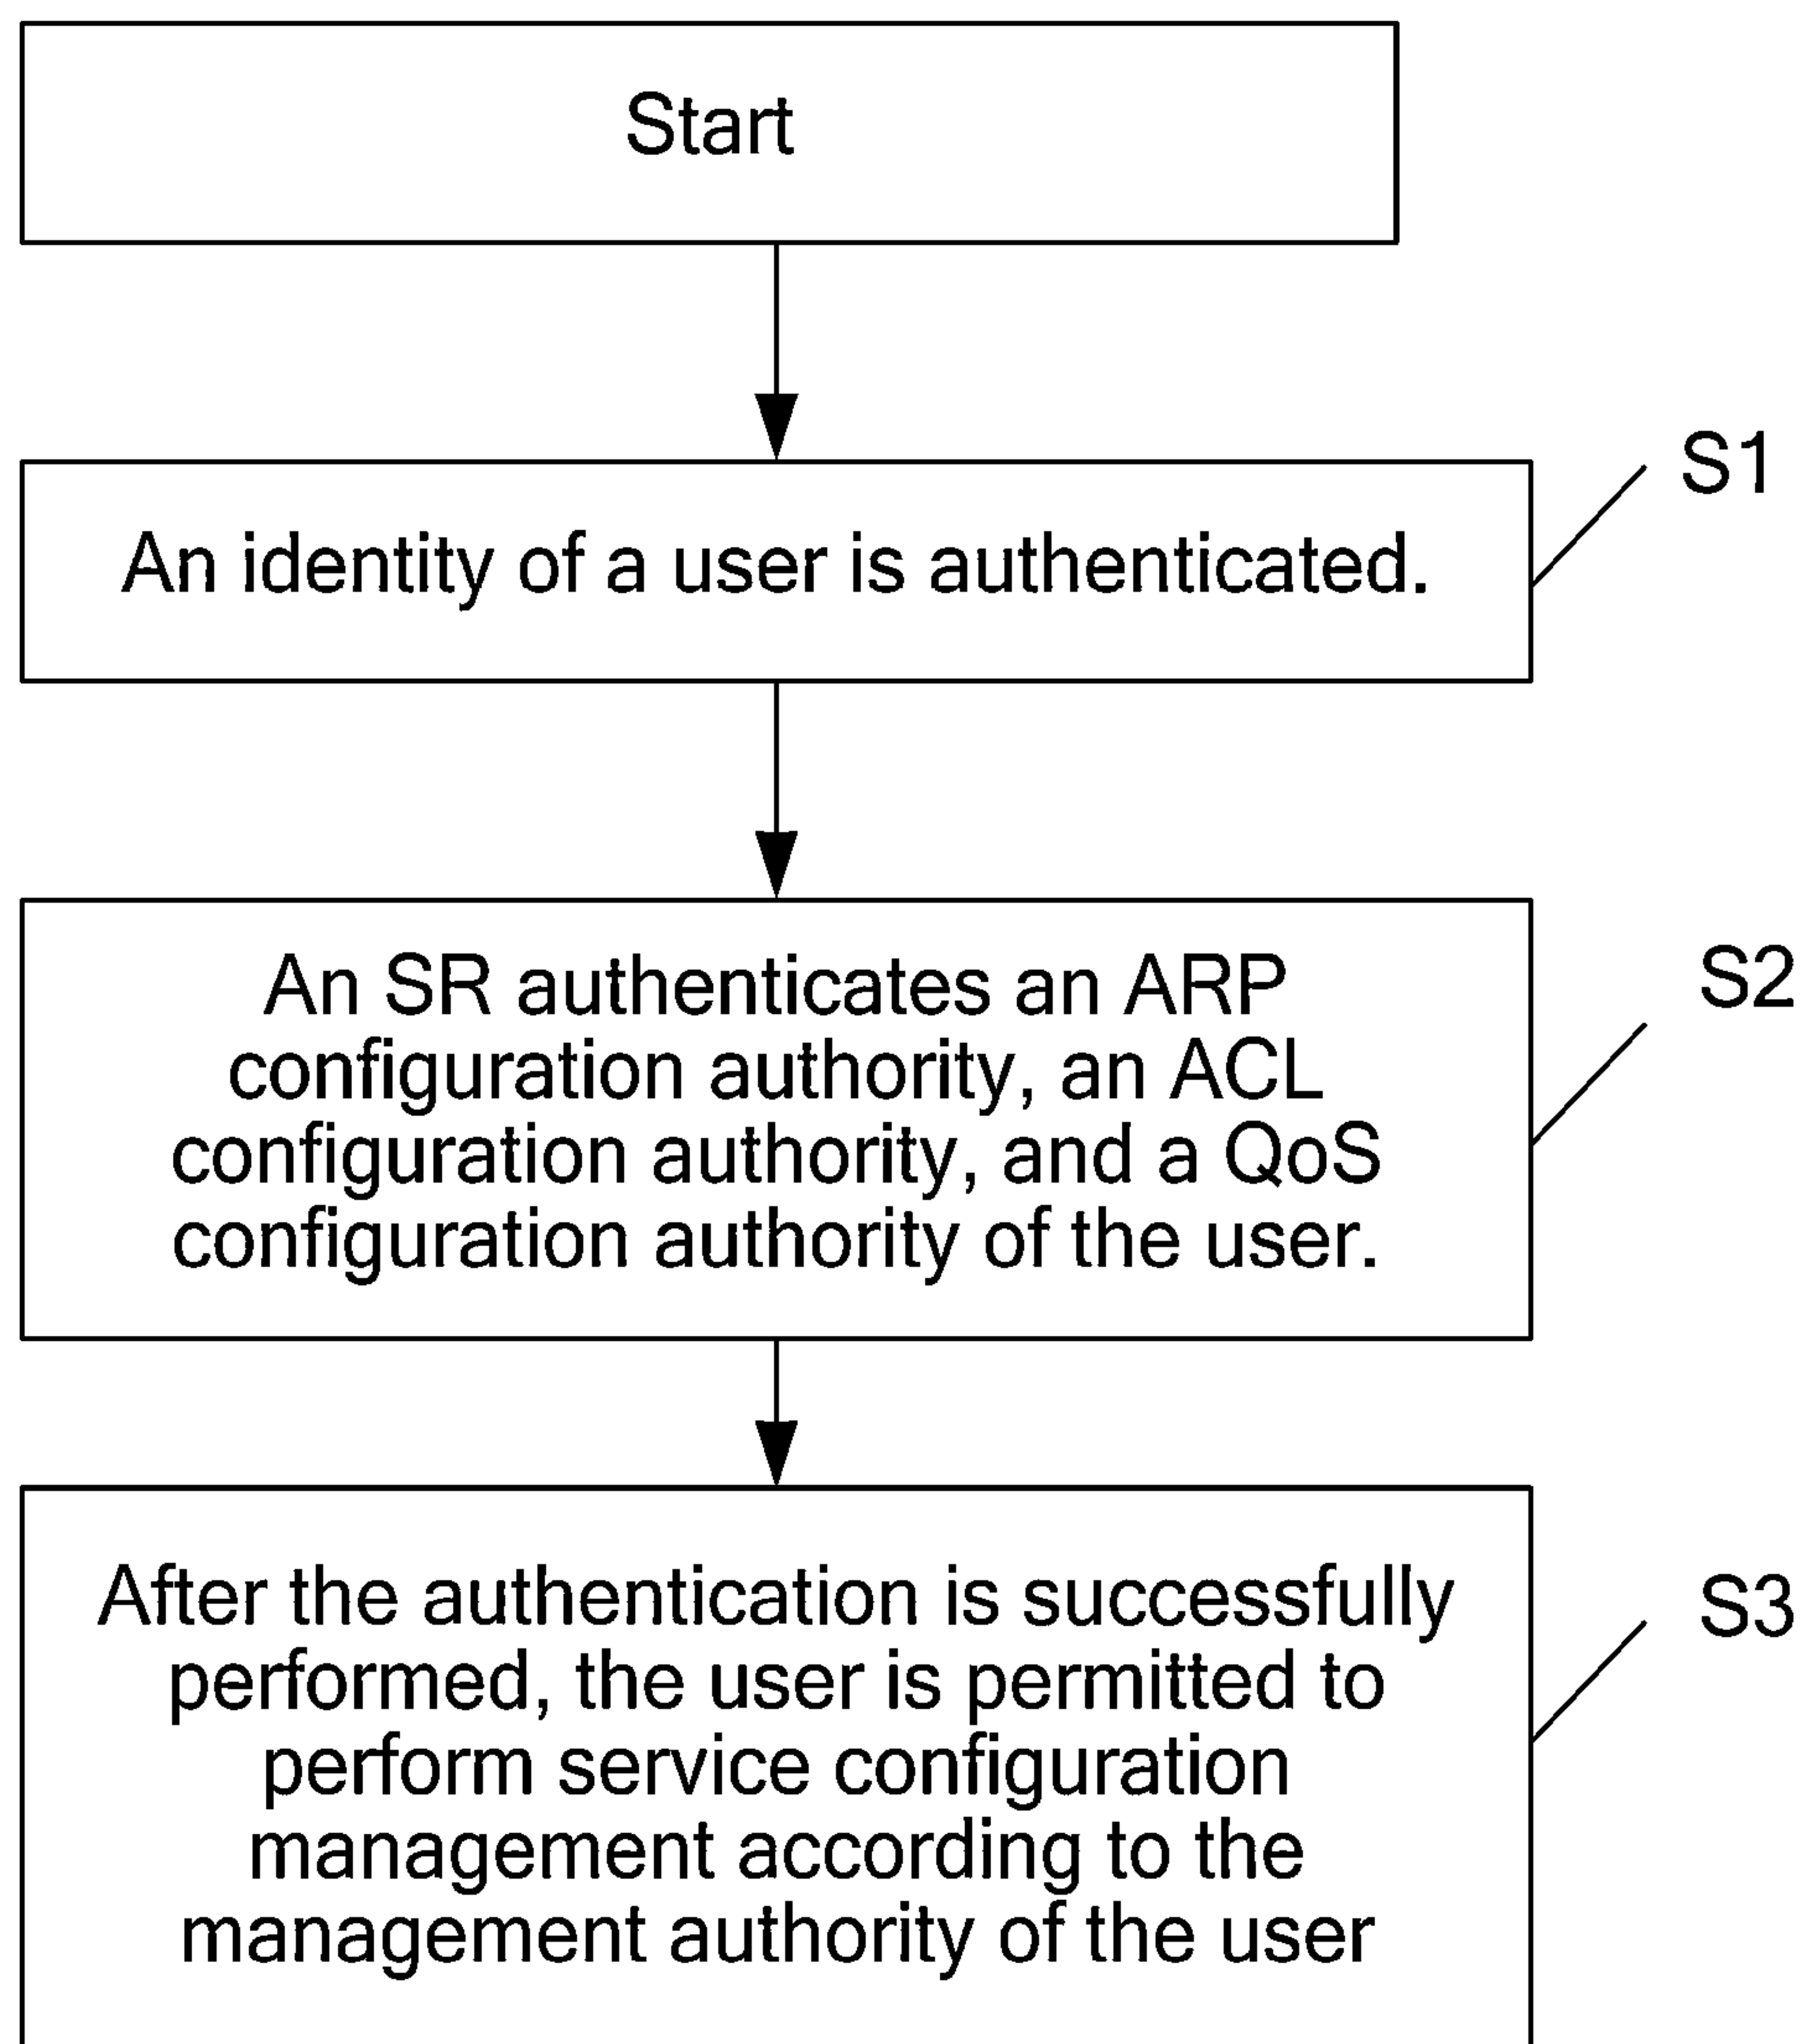 Start
S1
An identity of a user is authenticated.
S2
An SR authenticates an ARP
configuration authority, an ACL
configuration authority, and a QoS
configuration authority of the user.
S3
After the authentication is successfully
performed, the user is permitted to
perform service configuration
management according to the
management authority of the user